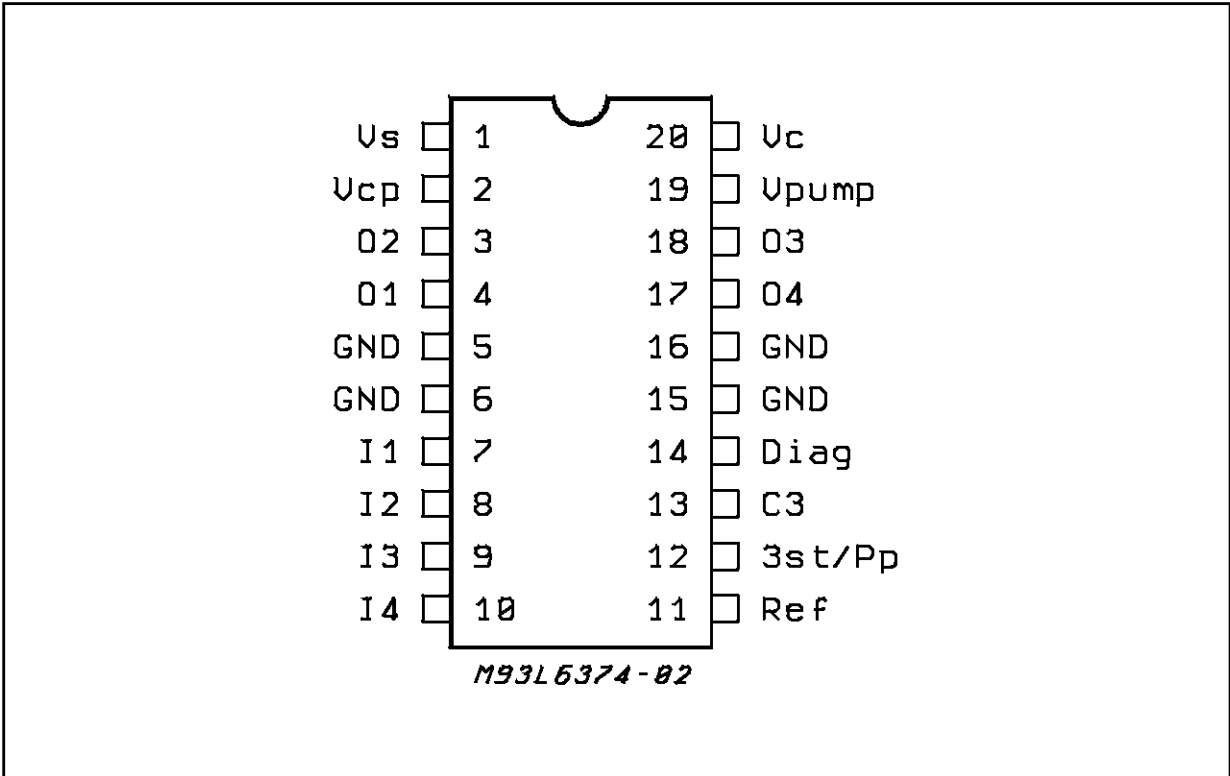 Vs 1 20 Vc
Vcp 2 19 Vpump
O2 3 18 O3
O1 4 17 O4
GND 5 16 GND
GND 6 15 GND
I1 7 14 Diag
I2 8 13 C3
I3 9 12 3st/Pp
I4 10 11 Ref
M93L6374-02